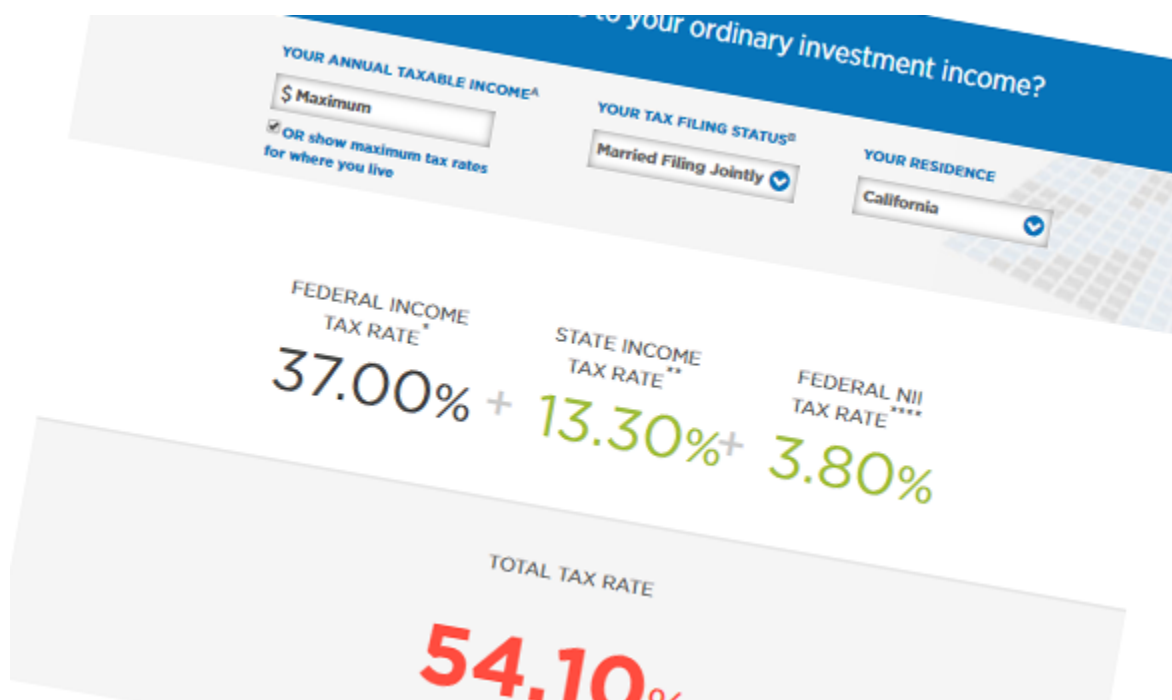 to your ordinary investment income?
YOUR ANNUAL TAXABLE INCOME^A
$ Maximum
OR show maximum tax rates
for where you live
YOUR TAX FILING STATUS^B
Married Filing Jointly
YOUR RESIDENCE
California
FEDERAL INCOME
TAX RATE*
37.00%
+
STATE INCOME
TAX RATE**
13.30%
+
FEDERAL NII
TAX RATE****
3.80%
TOTAL TAX RATE
54.10%